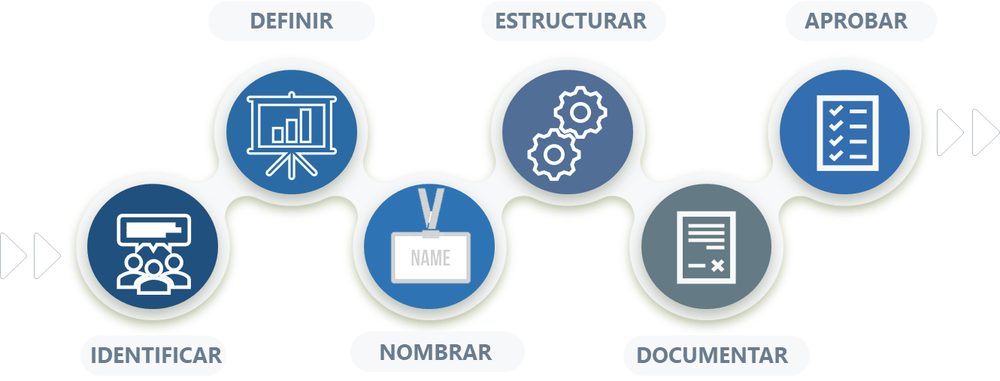 DEFINIR
ESTRUCTURAR
APROBAR
NAME
IDENTIFICAR
NOMBRAR
DOCUMENTAR